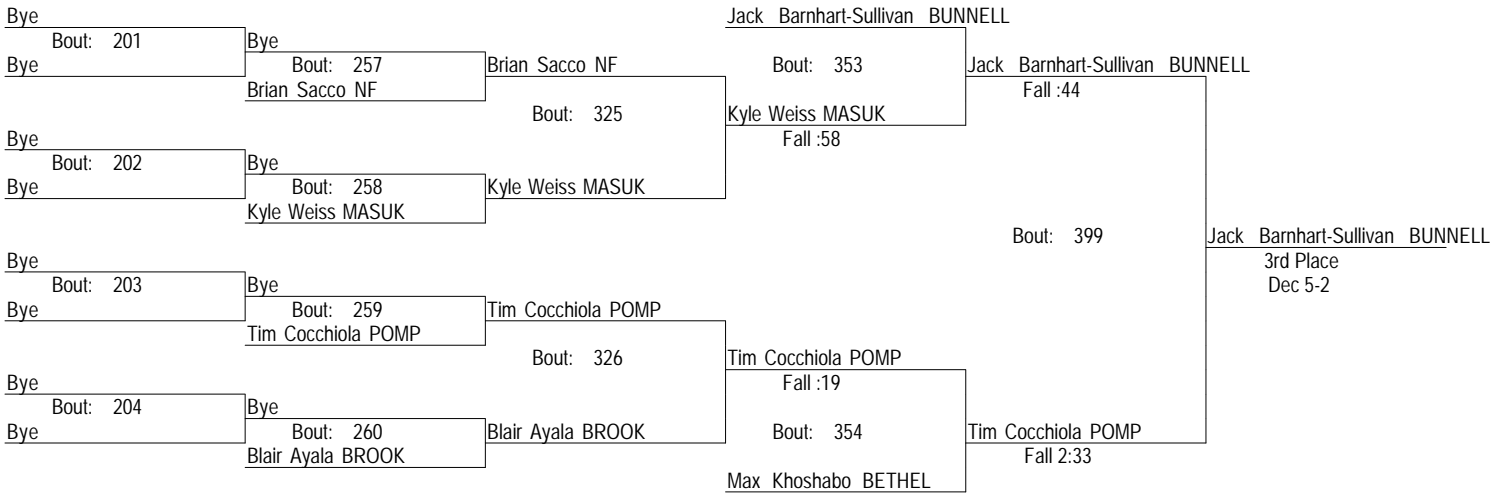 Bye
Bout: 201
Bye
Bye
Bout: 257
Brian Sacco NF
Brian Sacco NF
Bout: 325
Bye
Bout: 202
Bye
Bye
Bout: 258
Kyle Weiss MASUK
Kyle Weiss MASUK
Jack Barnhart-Sullivan BUNNELL
Bout: 353
Kyle Weiss MASUK
Fall :58
Jack Barnhart-Sullivan BUNNELL
Fall :44
Bout: 399
Jack Barnhart-Sullivan BUNNELL
3rd Place
Dec 5-2
Bye
Bout: 203
Bye
Bye
Bout: 259
Tim Cocchiola POMP
Tim Cocchiola POMP
Bout: 326
Bye
Bout: 204
Bye
Bye
Bout: 260
Blair Ayala BROOK
Blair Ayala BROOK
Tim Cocchiola POMP
Fall :19
Bout: 354
Max Khoshabo BETHEL
Tim Cocchiola POMP
Fall 2:33